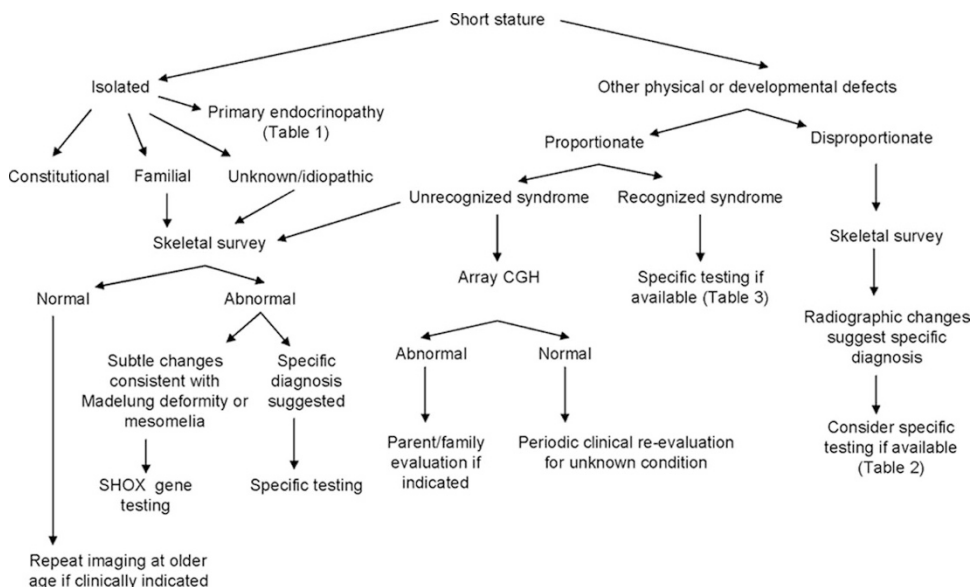 Short stature
Isolated
Other physical or developmental defects
Primary endocrinopathy
(Table 1)
Proportionate
Disproportionate
Constitutional
Familial
Unknown/idiopathic
Unrecognized syndrome
Recognized syndrome
Skeletal survey
Skeletal survey
Array CGH
Specific testing if
available (Table 3)
Normal
Abnormal
Radiographic changes
suggest specific
diagnosis
Subtle changes
consistent with
Madelung deformity or
mesomelia
Specific
diagnosis
suggested
Abnormal
Normal
Parent/family
evaluation if
indicated
Periodic clinical re-evaluation
for unknown condition
Consider specific
testing if available
(Table 2)
SHOX gene
testing
Specific testing
Repeat imaging at older
age if clinically indicated